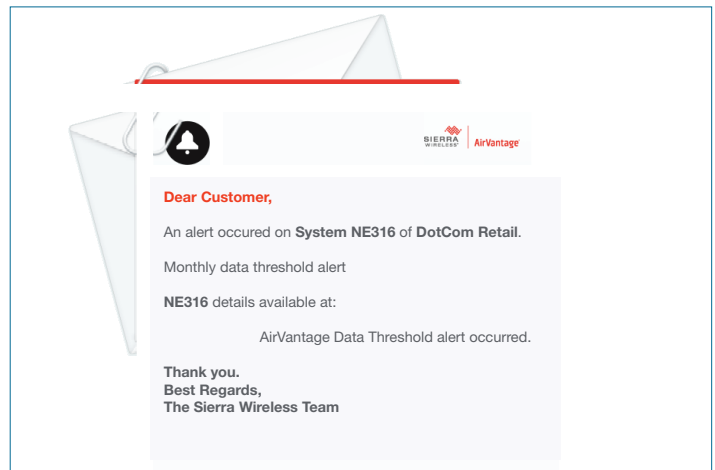 SIERRA
WIRELESS
AirVantage
Dear Customer,
An alert occured on System NE316 of DotCom Retail.
Monthly data threshold alert
NE316 details available at:
AirVantage Data Threshold alert occurred.
Thank you.
Best Regards,
The Sierra Wireless Team